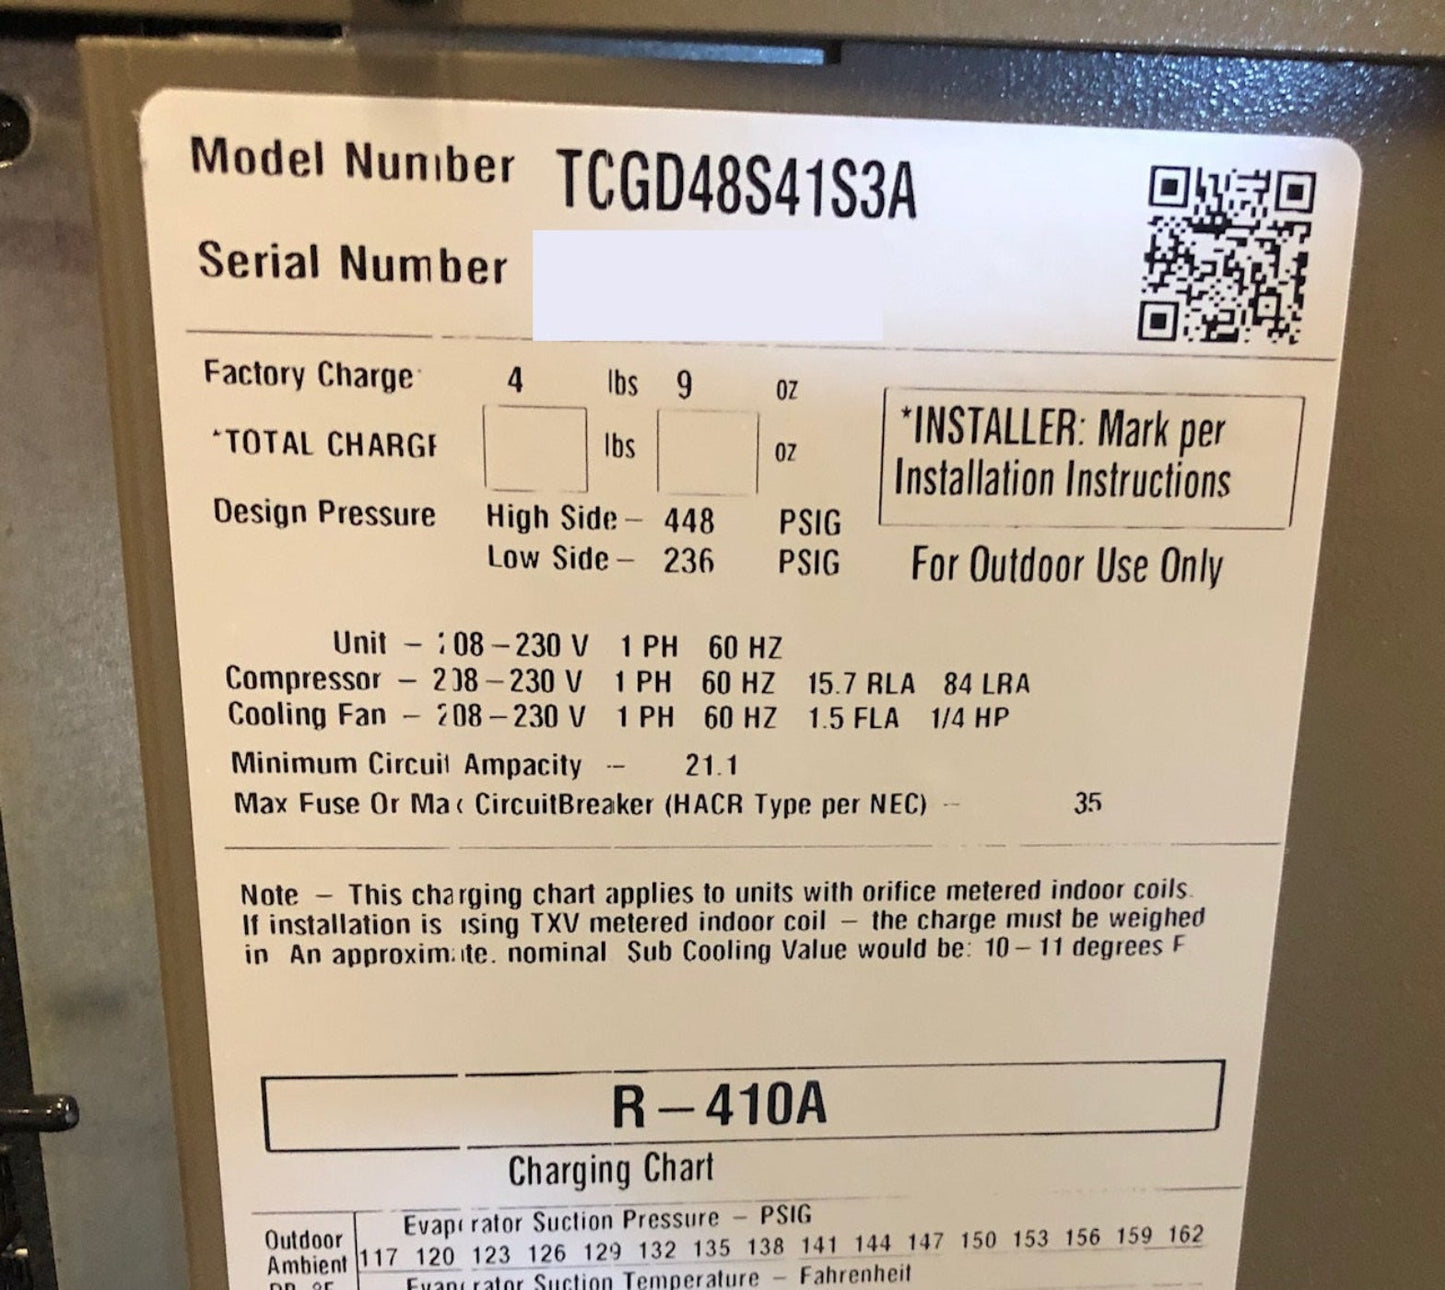 Model Number TCGD48S41S3A
Serial Number
Factory Charge 4 lbs 9 oz
*TOTAL CHARGE lbs oz
*INSTALLER: Mark per
Installation Instructions
Design Pressure High Side – 448 PSIG
Low Side – 236 PSIG
For Outdoor Use Only
Unit – 208–230 V 1 PH 60 HZ
Compressor – 208–230 V 1 PH 60 HZ 15.7 RLA 84 LRA
Cooling Fan – 208–230 V 1 PH 60 HZ 1.5 FLA 1/4 HP
Minimum Circuit Ampacity – 21.1
Max Fuse Or Max CircuitBreaker (HACR Type per NEC) – 35
Note – This charging chart applies to units with orifice metered indoor coils.
If installation is using TXV metered indoor coil – the charge must be weighed
in An approximate. nominal Sub Cooling Value would be: 10–11 degrees F
R–410A
Charging Chart
Evaporator Suction Pressure – PSIG
Outdoor
Ambient 117 120 123 126 129 132 135 138 141 144 147 150 153 156 159 162
Evaporator Suction Temperature – Fahrenheit